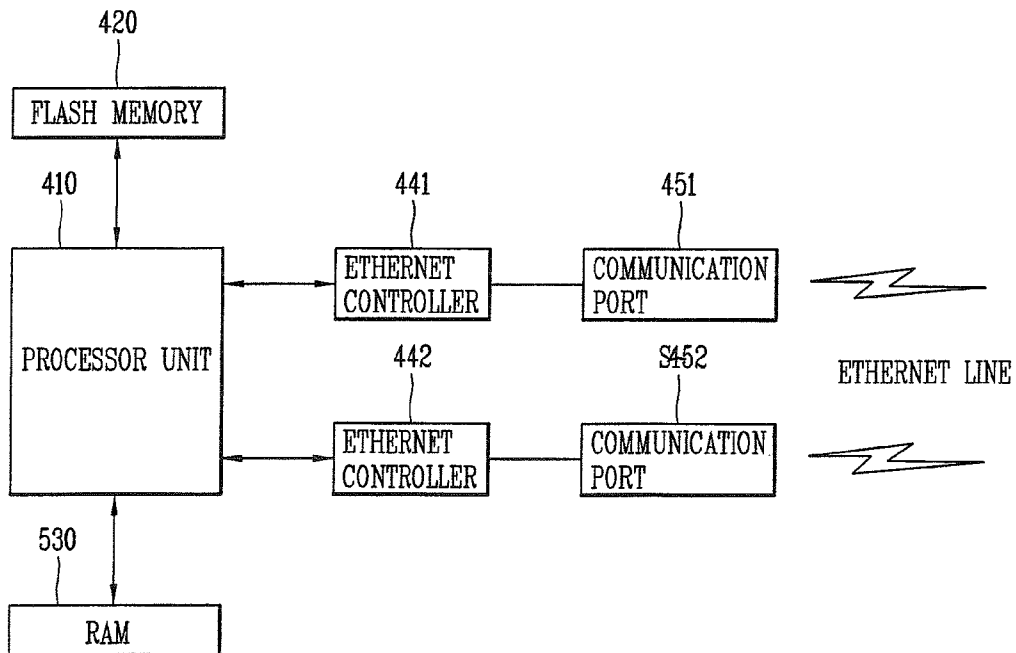 420
FLASH MEMORY
410
441
451
ETHERNET
CONTROLLER
COMMUNICATION
PORT
PROCESSOR UNIT
442
S452
ETHERNET LINE
ETHERNET
CONTROLLER
COMMUNICATION
PORT
530
RAM